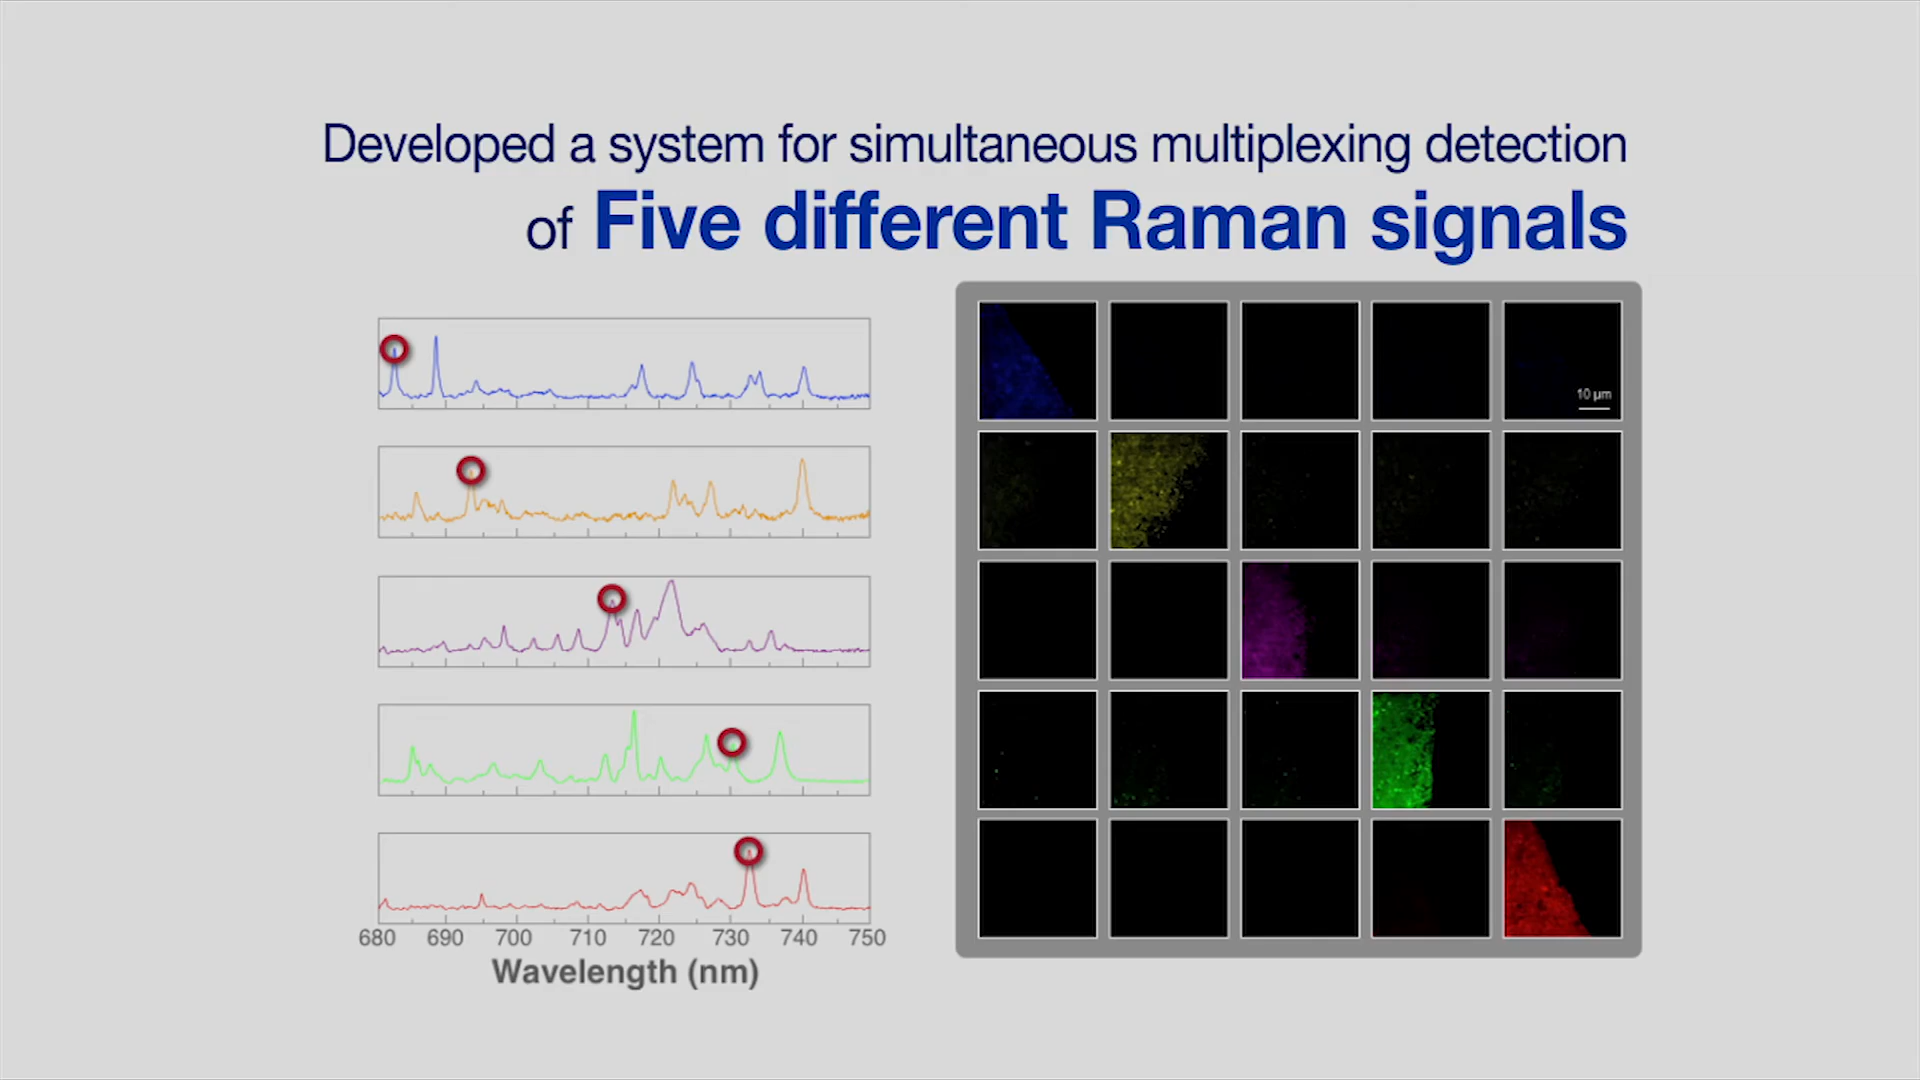 Developed a system for simultaneous multiplexing detection
of Five different Raman signals
10 µm
680 690 700 710 720 730 740 750
Wavelength (nm)